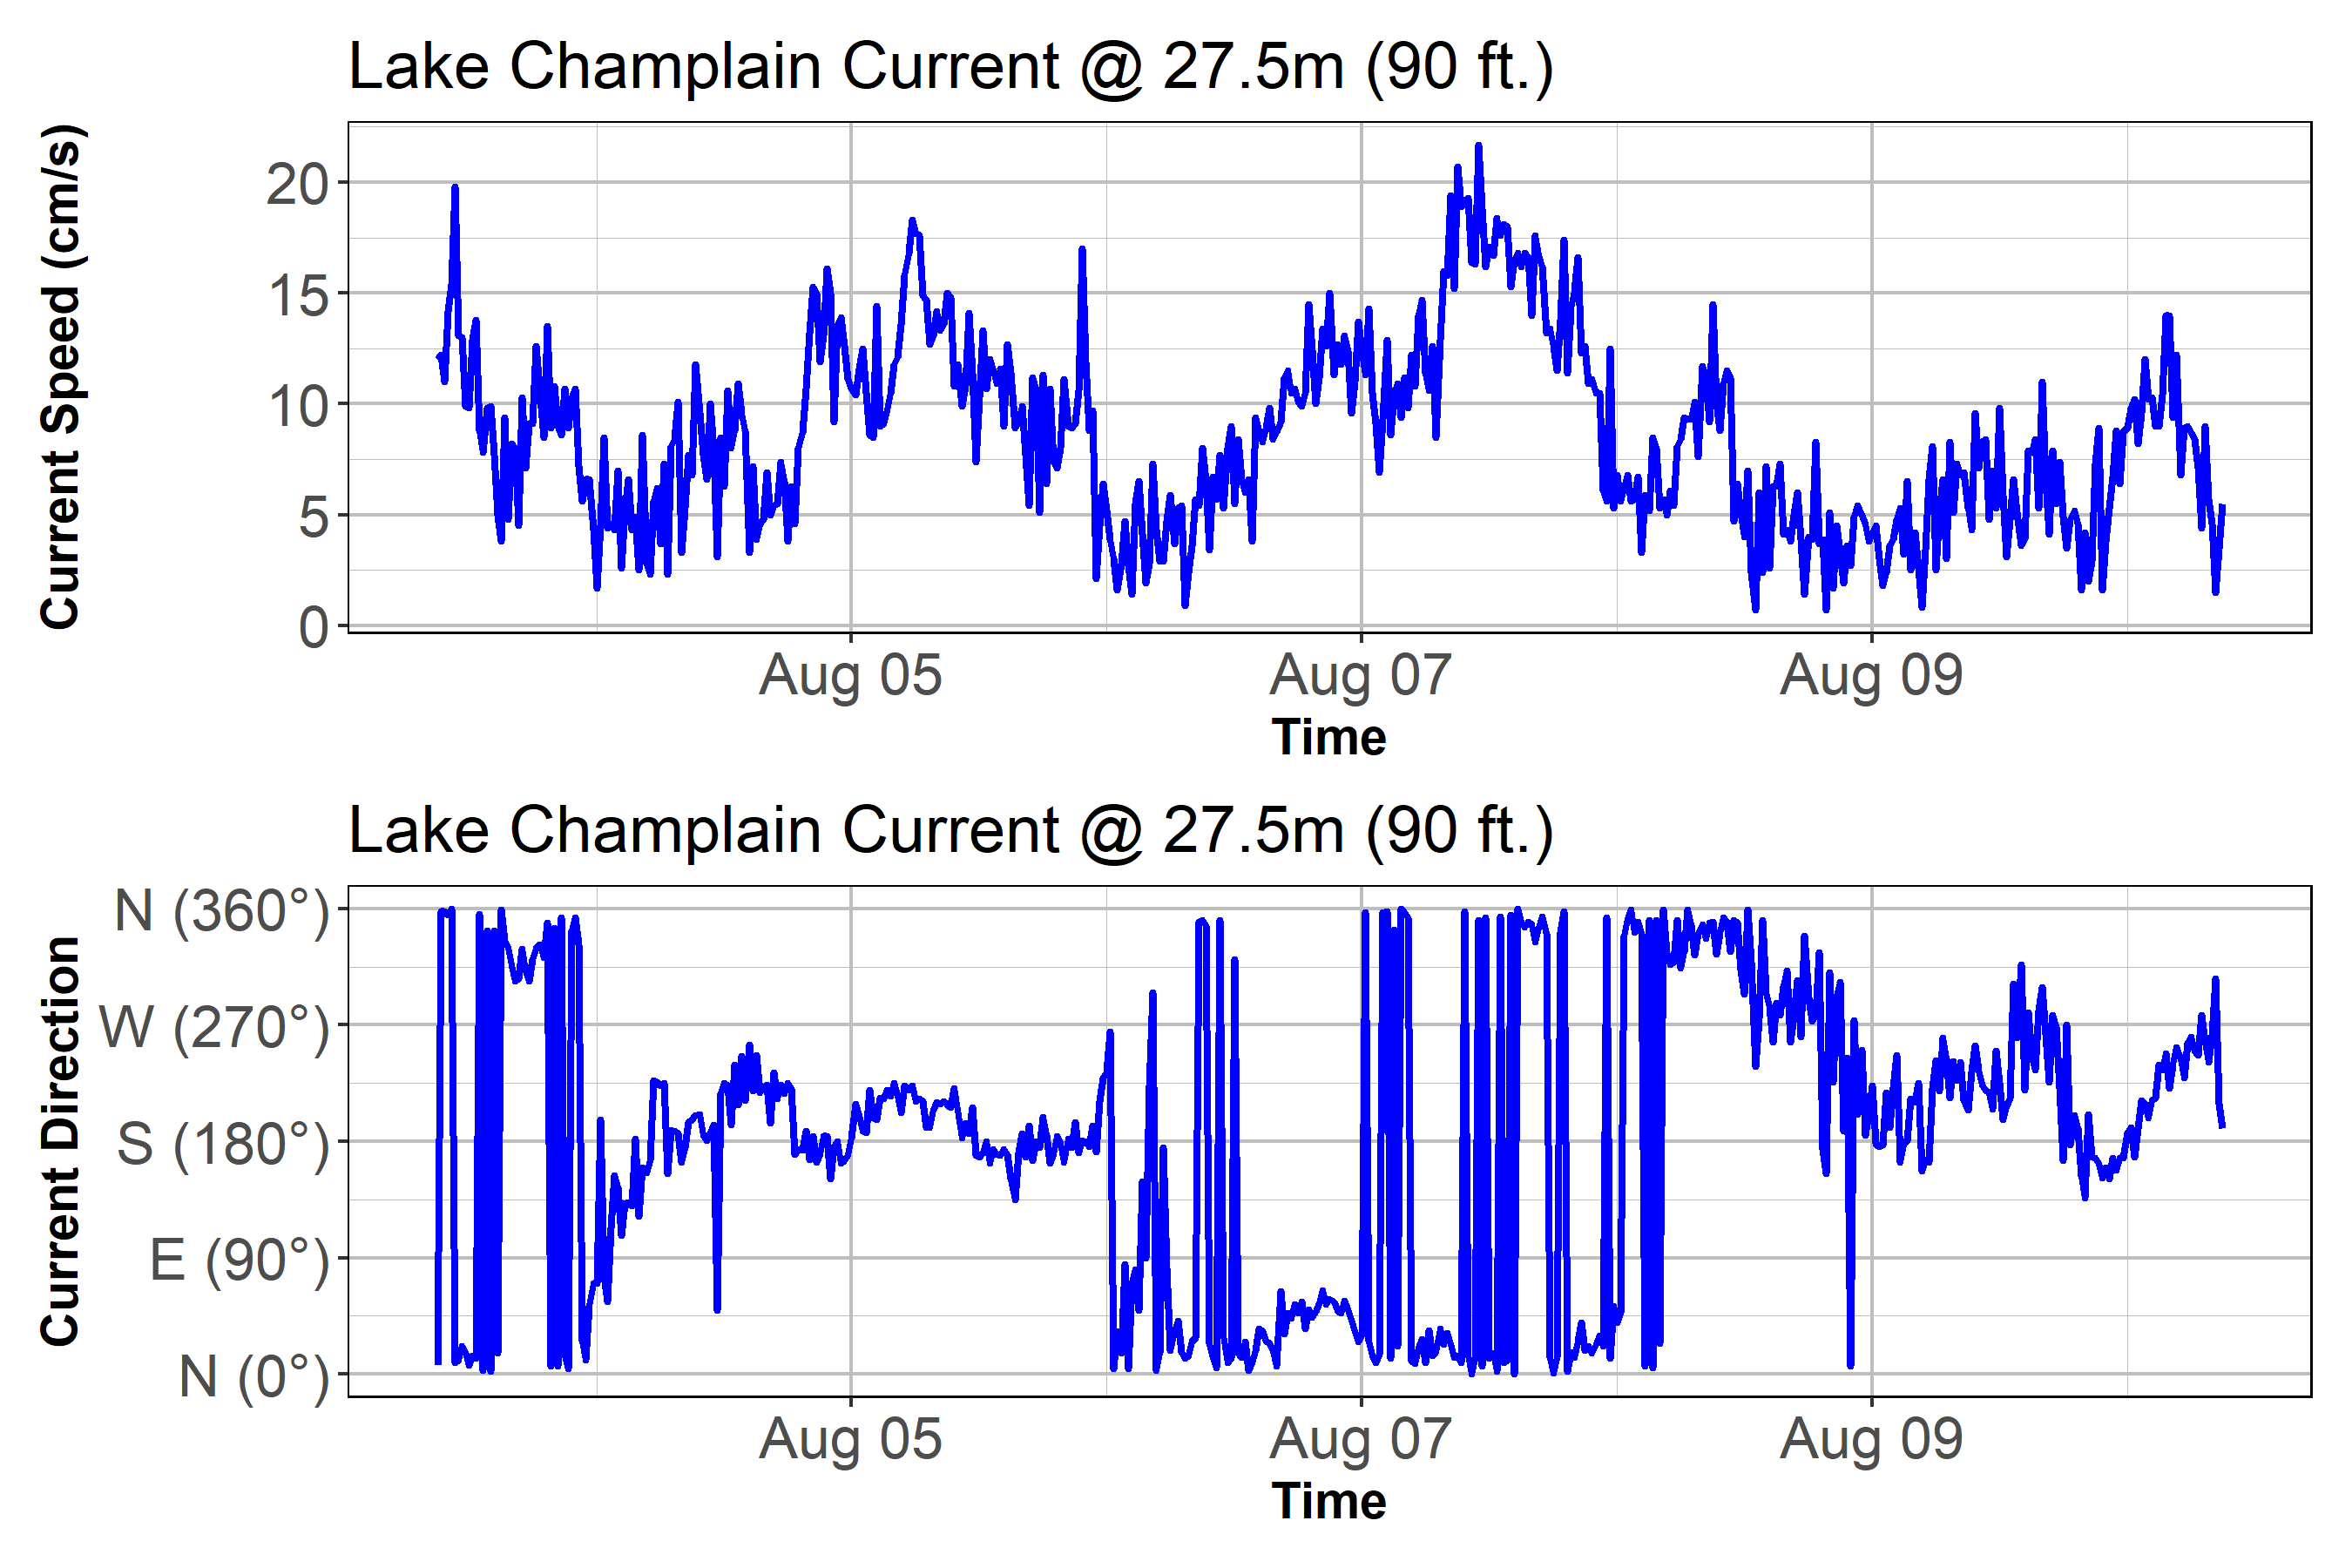 Lake Champlain Current @ 27.5m (90 ft.)
Current Speed (cm/s)
20
15
10
5
0
Aug 05 Aug 07 Aug 09
Time
Lake Champlain Current @ 27.5m (90 ft.)
Current Direction
N (360°)
W (270°)
S (180°)
E (90°)
N (0°)
Aug 05 Aug 07 Aug 09
Time